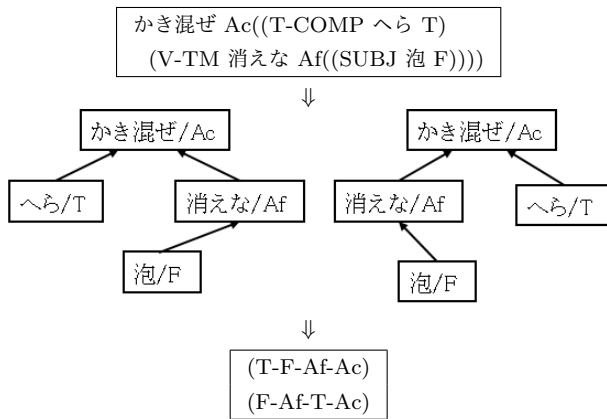 かき混ぜ Ac((T-COMP へら T)
(V-TM 消えな Af((SUBJ 泡 F))))
⇓
かき混ぜ/Ac かき混ぜ/Ac
へら/T 消えな/Af 消えな/Af へら/T
泡/F 泡/F
⇓
(T-F-Af-Ac)
(F-Af-T-Ac)